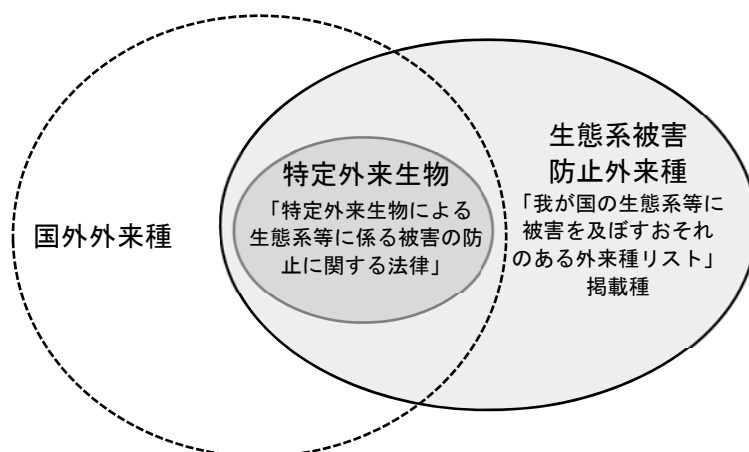 国外外来種
特定外来生物
「特定外来生物による
生態系等に係る被害の防
止に関する法律」
生態系被害
防止外来種
「我が国の生態系等に
被害を及ぼすおそれ
のある外来種リスト」
掲載種